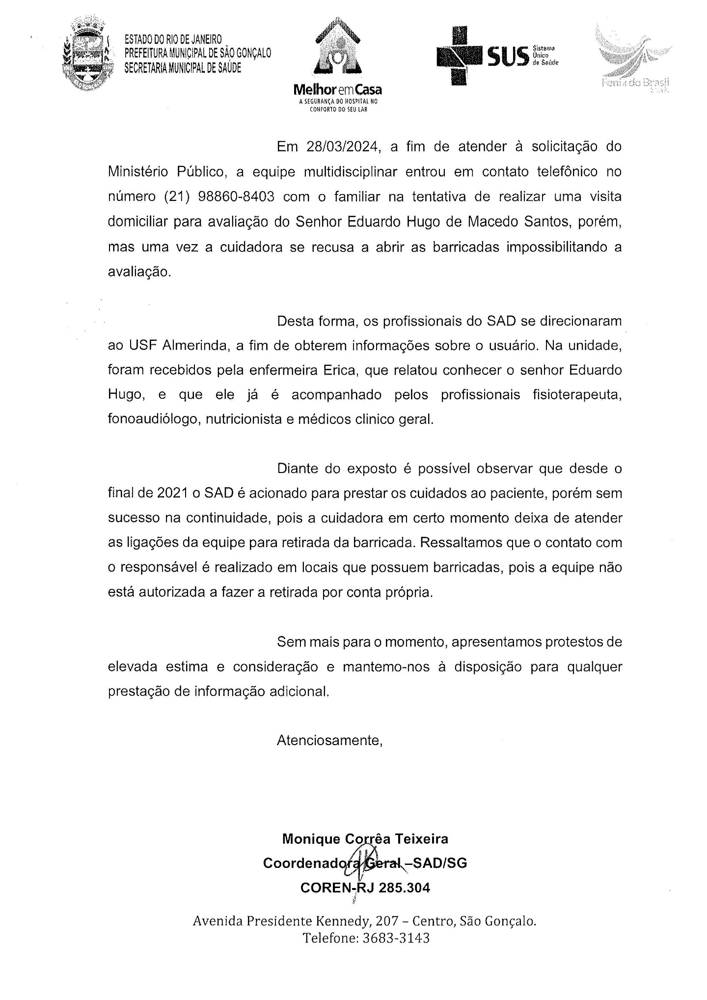 ESTADO DO RIO DE JANEIRO
PREFEITURA MUNICIPAL DE SÃO GONÇALO
SECRETARIA MUNICIPAL DE SAÚDE
Melhor em Casa
A SEGURANÇA DO HOSPITAL NO
CONFORTO DO SEU LAR
SUS
Sistema
Único
de Saúde
Fenix do Brasil
Em 28/03/2024, a fim de atender à solicitação do
Ministério Público, a equipe multidisciplinar entrou em contato telefônico no
número (21) 98860-8403 com o familiar na tentativa de realizar uma visita
domiciliar para avaliação do Senhor Eduardo Hugo de Macedo Santos, porém,
mas uma vez a cuidadora se recusa a abrir as barricadas impossibilitando a
avaliação.
Desta forma, os profissionais do SAD se direcionaram
ao USF Almerinda, a fim de obterem informações sobre o usuário. Na unidade,
foram recebidos pela enfermeira Erica, que relatou conhecer o senhor Eduardo
Hugo, e que ele já é acompanhado pelos profissionais fisioterapeuta,
fonoaudiólogo, nutricionista e médicos clinico geral.
Diante do exposto é possível observar que desde o
final de 2021 o SAD é acionado para prestar os cuidados ao paciente, porém sem
sucesso na continuidade, pois a cuidadora em certo momento deixa de atender
as ligações da equipe para retirada da barricada. Ressaltamos que o contato com
o responsável é realizado em locais que possuem barricadas, pois a equipe não
está autorizada a fazer a retirada por conta própria.
Sem mais para o momento, apresentamos protestos de
elevada estima e consideração e mantemo-nos à disposição para qualquer
prestação de informação adicional.
Atenciosamente,
Monique Corrêa Teixeira
Coordenadora Geral –SAD/SG
COREN-RJ 285.304
Avenida Presidente Kennedy, 207 – Centro, São Gonçalo.
Telefone: 3683-3143